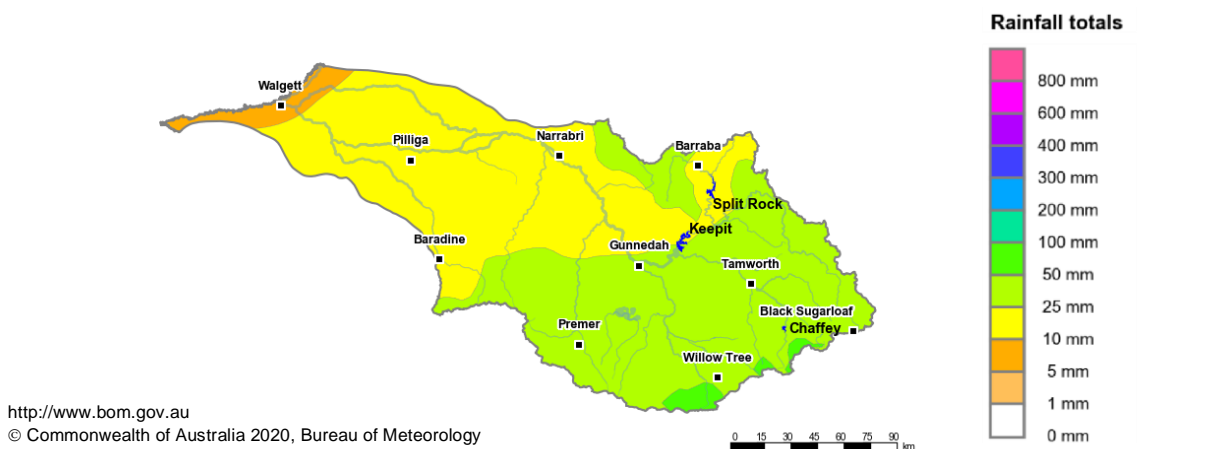 Rainfall totals
800 mm
600 mm
400 mm
300 mm
200 mm
100 mm
50 mm
25 mm
10 mm
5 mm
1 mm
0 mm
Walgett
Pilliga
Narrabri
Barraba
Split Rock
Keepit
Baradine
Gunnedah
Tamworth
Black Sugarloaf
Chaffey
Premer
Willow Tree
http://www.bom.gov.au
© Commonwealth of Australia 2020, Bureau of Meteorology
0 15 30 45 60 75 90
km